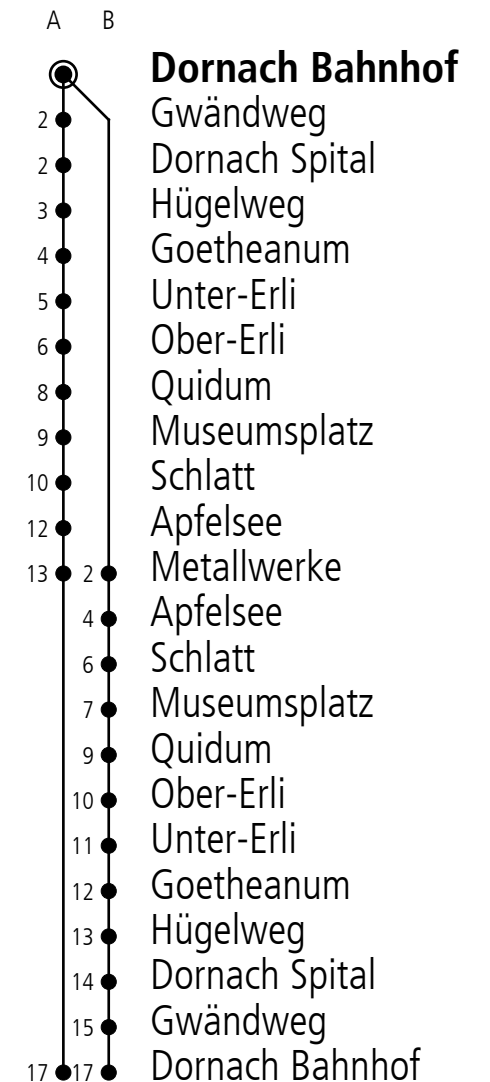 A B
Dornach Bahnhof
2 Gwändweg
2 Dornach Spital
3 Hügelweg
4 Goetheanum
5 Unter-Erli
6 Ober-Erli
8 Quidum
9 Museumsplatz
10 Schlatt
12 Apfelsee
13 2 Metallwerke
4 Apfelsee
6 Schlatt
7 Museumsplatz
9 Quidum
10 Ober-Erli
11 Unter-Erli
12 Goetheanum
13 Hügelweg
14 Dornach Spital
15 Gwändweg
17 17 Dornach Bahnhof